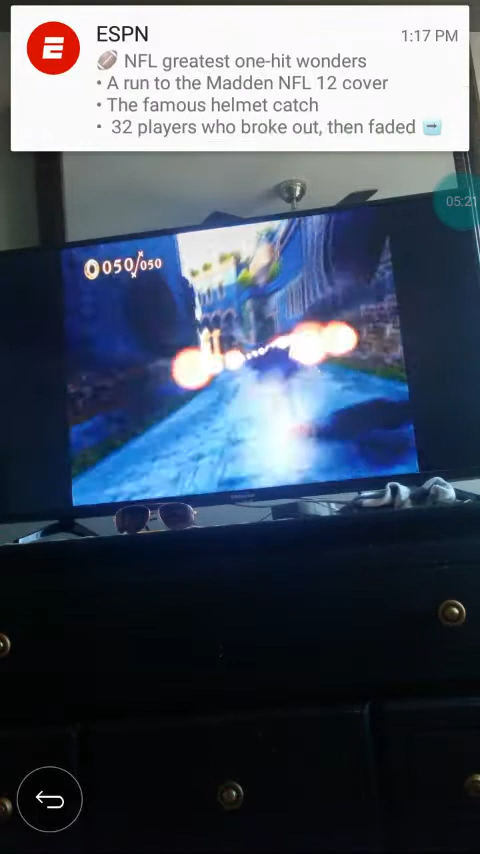 ESPN
1:17 PM
🏈 NFL greatest one-hit wonders
• A run to the Madden NFL 12 cover
• The famous helmet catch
• 32 players who broke out, then faded ➡️
05:21
050/050